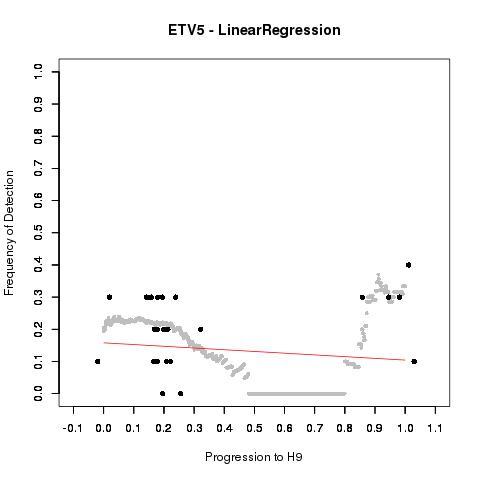 ETV5 - LinearRegression
Frequency of Detection
1.0
0.9
0.8
0.7
0.6
0.5
0.4
0.3
0.2
0.1
0.0
-0.1 0.0 0.1 0.2 0.3 0.4 0.5 0.6 0.7 0.8 0.9 1.0 1.1
Progression to H9